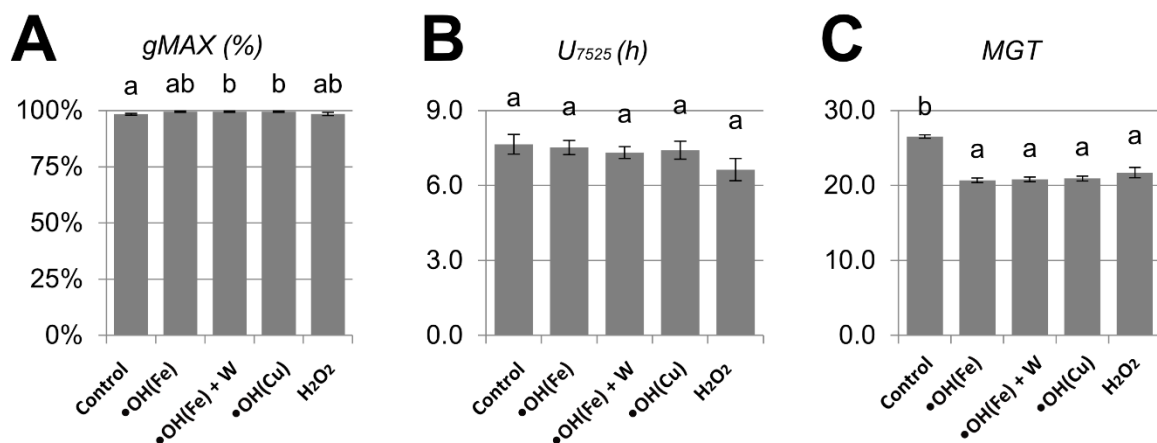 A
gMAX (%)
a ab b b ab
100%
75%
50%
25%
0%
Control ●OH(Fe) ●OH(Fe) + W ●OH(Cu) H₂O₂
B
U₇₅₂₅ (h)
a a a a a
9.0
6.0
3.0
0.0
Control ●OH(Fe) ●OH(Fe) + W ●OH(Cu) H₂O₂
C
MGT
b a a a a
30.0
20.0
10.0
0.0
Control ●OH(Fe) ●OH(Fe) + W ●OH(Cu) H₂O₂